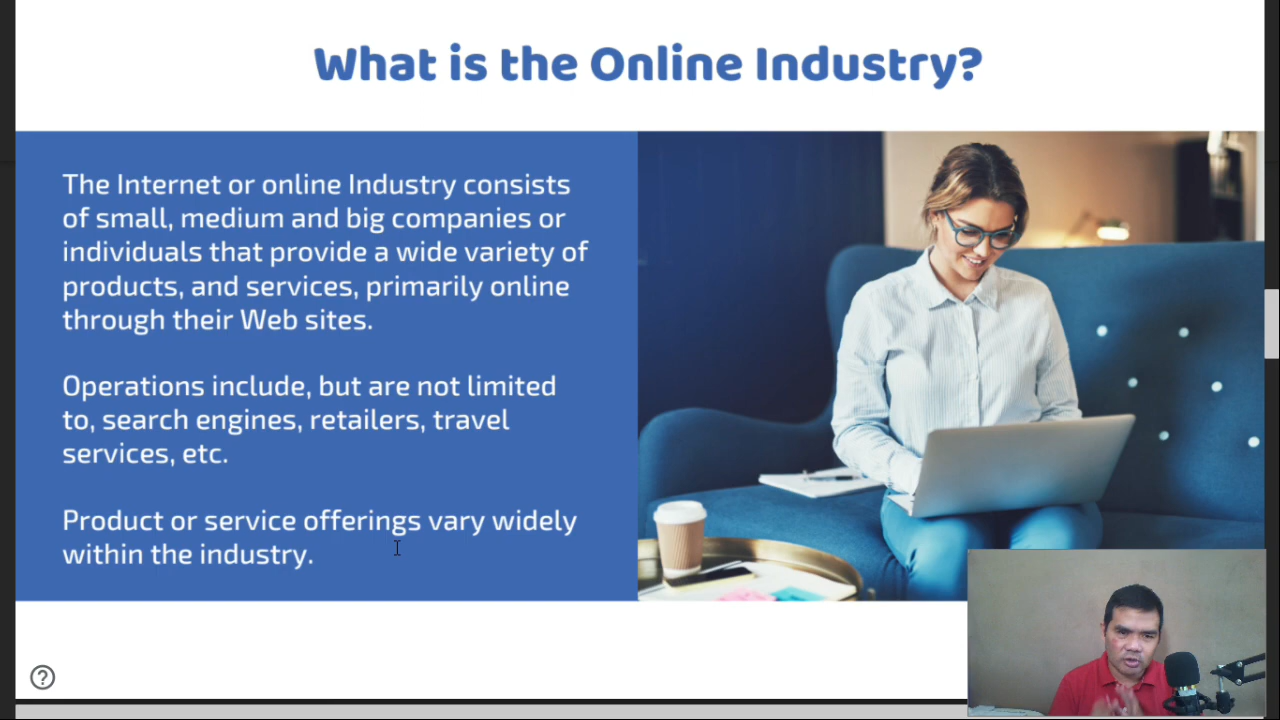 What is the Online Industry?
The Internet or online Industry consists
of small, medium and big companies or
individuals that provide a wide variety of
products, and services, primarily online
through their Web sites.
Operations include, but are not limited
to, search engines, retailers, travel
services, etc.
Product or service offerings vary widely
within the industry.
?